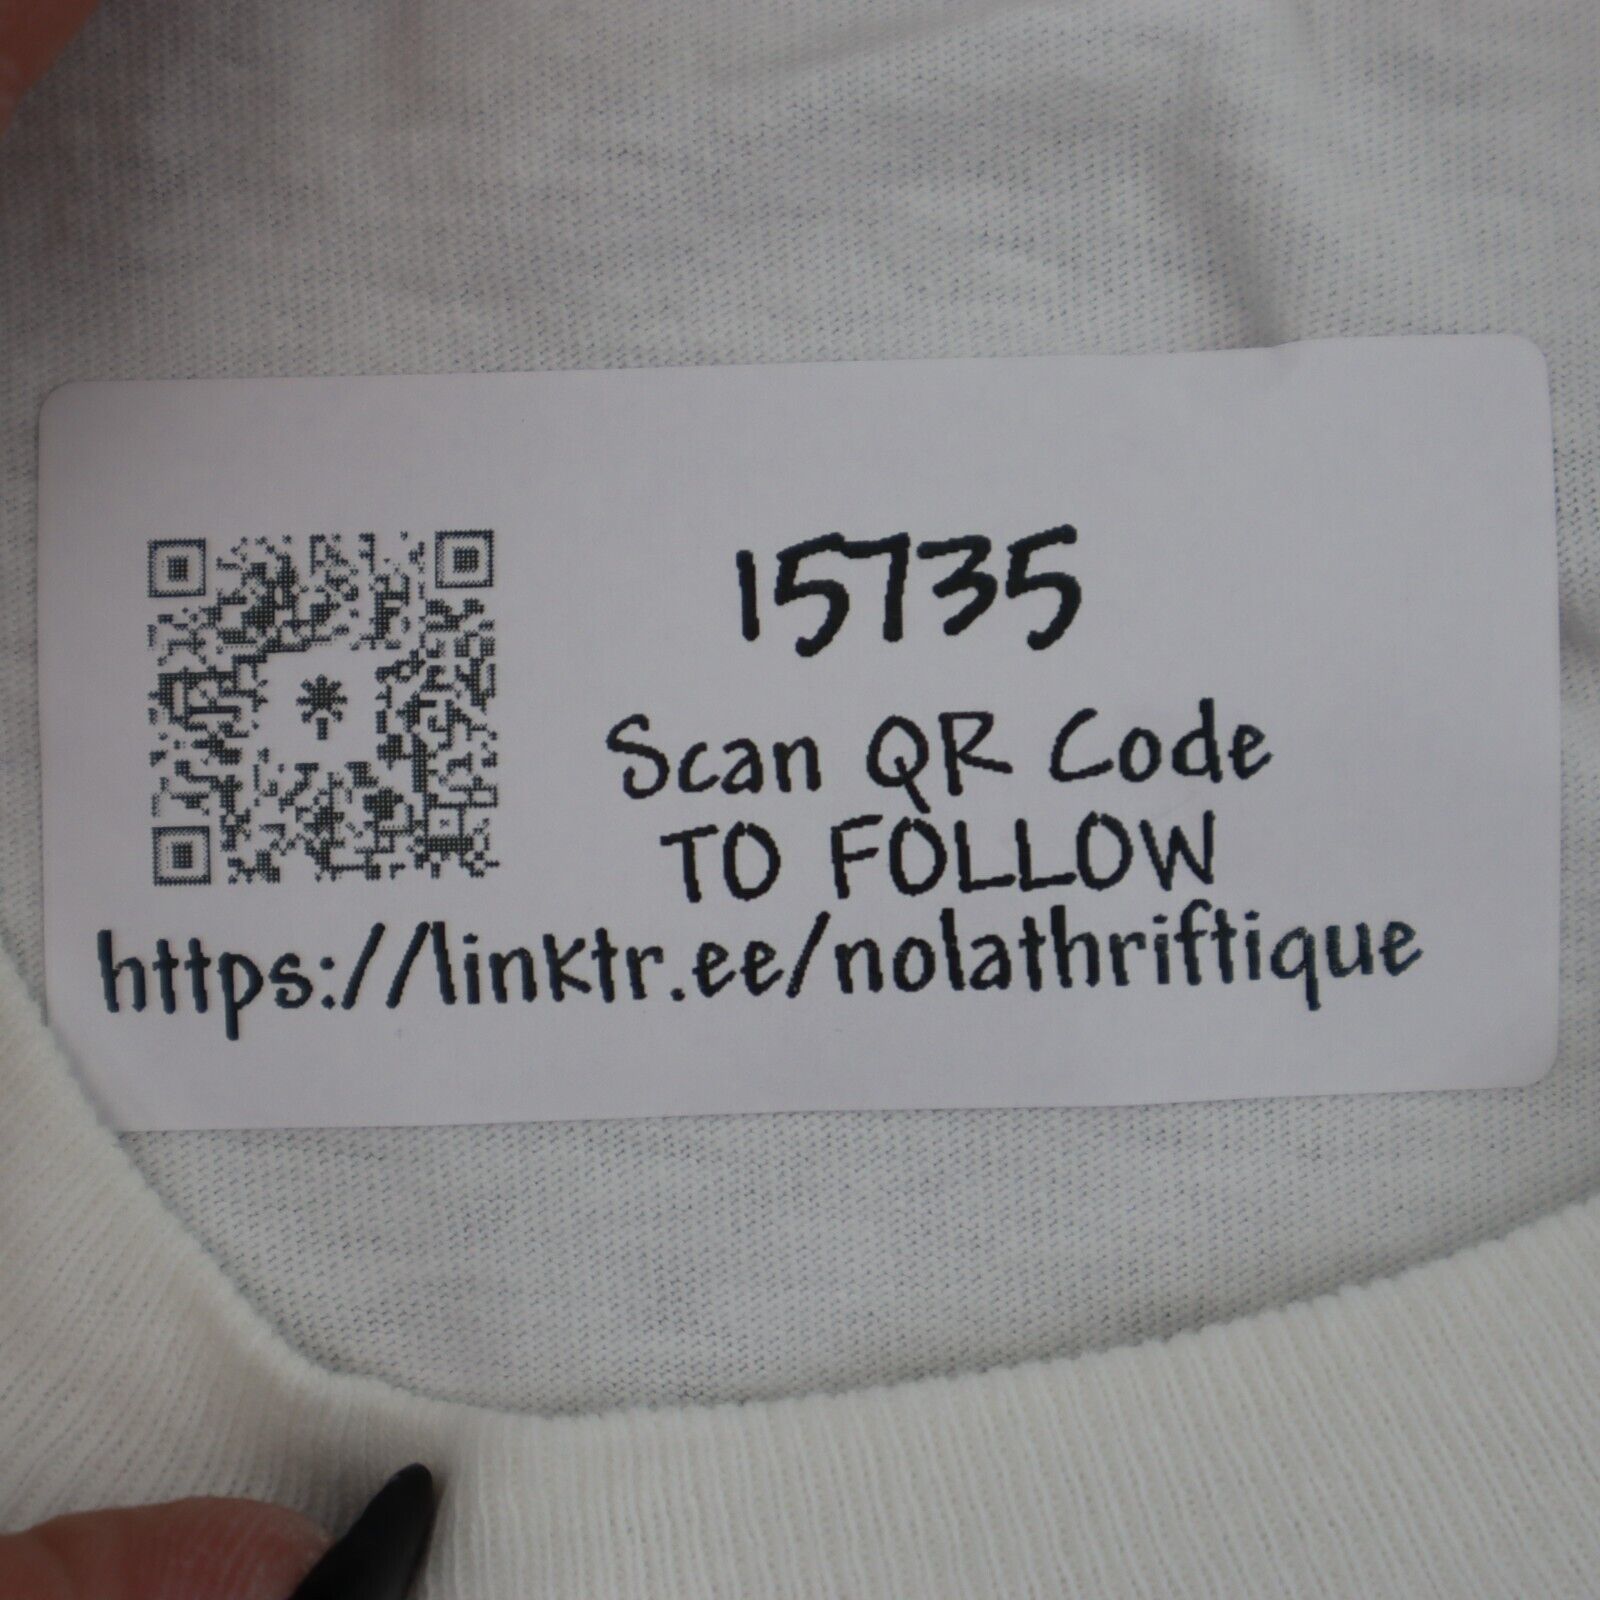 15735
Scan QR Code
TO FOLLOW
https://linktr.ee/nolathriftique